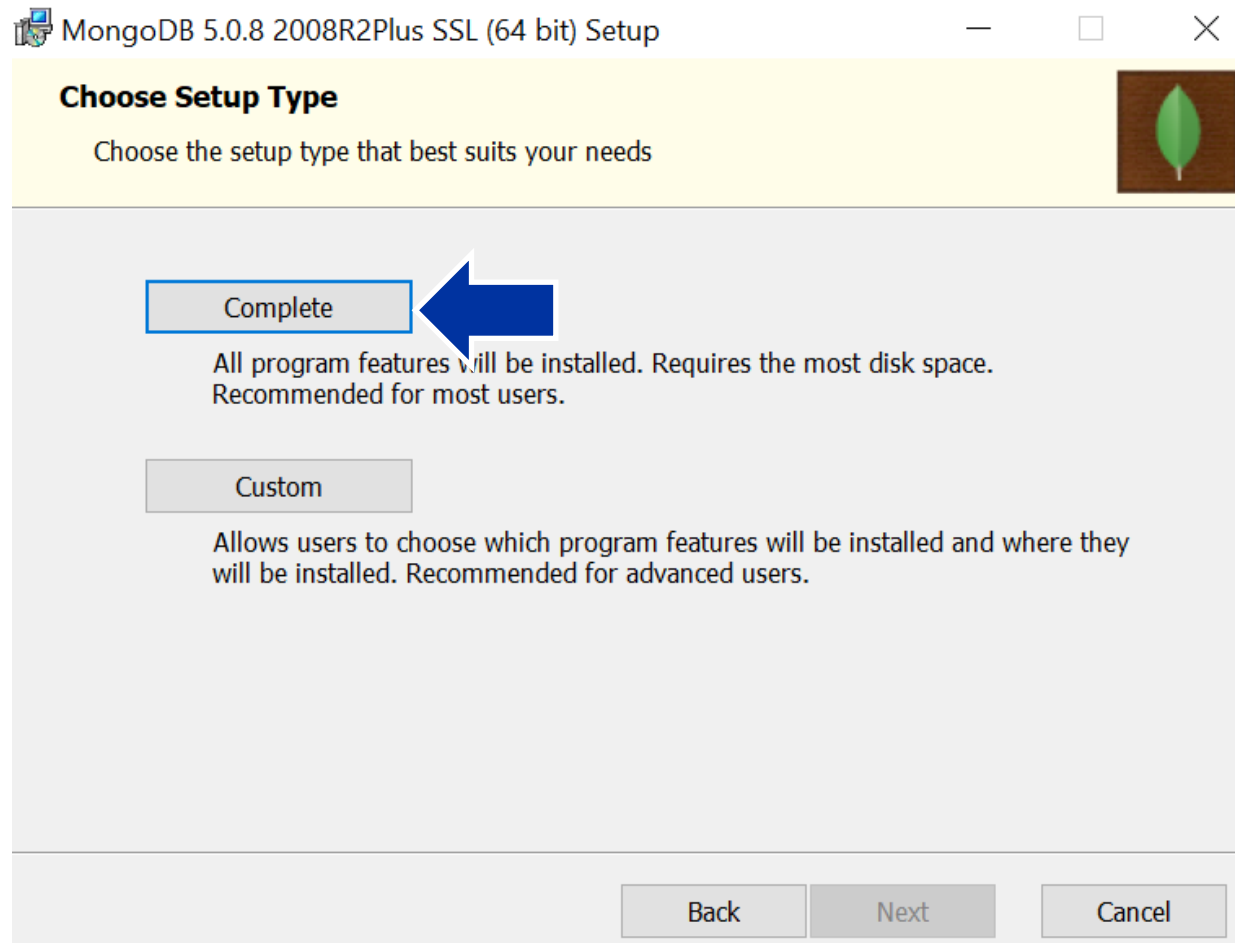 MongoDB 5.0.8 2008R2Plus SSL (64 bit) Setup
Choose Setup Type
Choose the setup type that best suits your needs
Complete
All program features will be installed. Requires the most disk space.
Recommended for most users.
Custom
Allows users to choose which program features will be installed and where they
will be installed. Recommended for advanced users.
Back
Next
Cancel